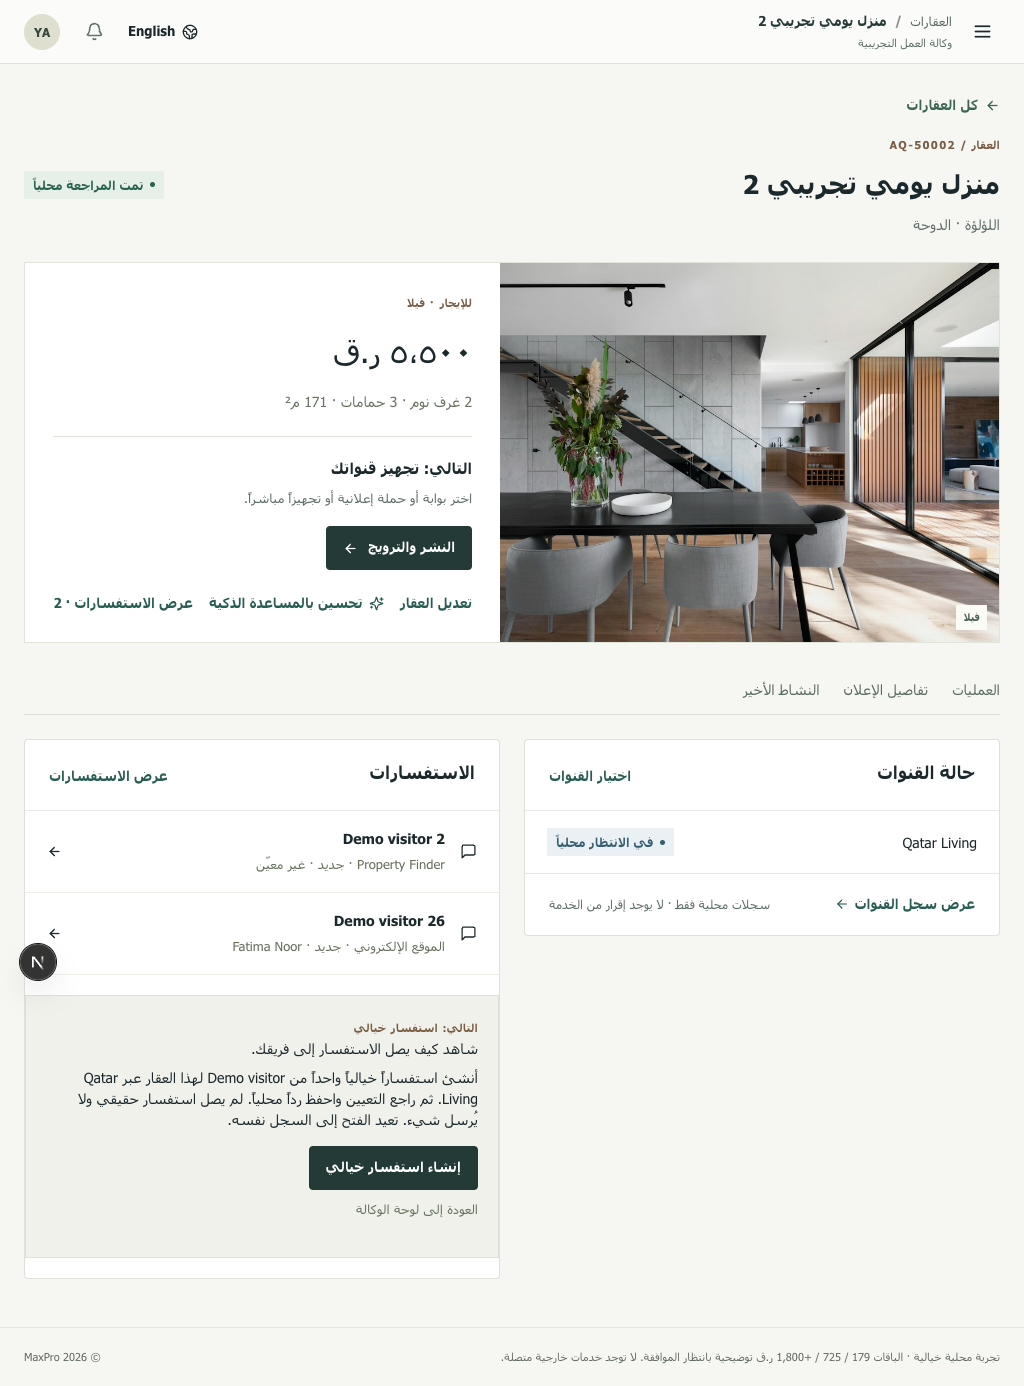 العقارات / منزل يومي تجريبي 2
وكالة العمل التجريبية
English
YA
كل العقارات
العقار / AQ-50002
منزل يومي تجريبي 2
تمت المراجعة محلياً
اللؤلؤة · الدوحة
للإيجار · فيلا
٥،٥٠٠ ر.ق
2 غرف نوم · 3 حمامات · 171 م²
التالي: تجهيز قنواتك
اختر بوابة أو حملة إعلانية أو تجهيزاً مباشراً.
النشر والترويج
تعديل العقار
تحسين بالمساعدة الذكية
عرض الاستفسارات · 2
فيلا
العمليات
تفاصيل الإعلان
النشاط الأخير
حالة القنوات
اختيار القنوات
Qatar Living
في الانتظار محلياً
عرض سجل القنوات
سجلات محلية فقط · لا يوجد إقرار من الخدمة
الاستفسارات
عرض الاستفسارات
Demo visitor 2
Property Finder · جديد · غير معيّن
Demo visitor 26
الموقع الإلكتروني · جديد · Fatima Noor
N
التالي: استفسار خيالي
شاهد كيف يصل الاستفسار إلى فريقك.
أنشئ استفساراً خيالياً واحداً من Demo visitor لهذا العقار عبر Qatar
Living. ثم راجع التعيين واحفظ رداً محلياً. لم يصل استفسار حقيقي ولا
يُرسل شيء. تعيد الفتح إلى السجل نفسه.
إنشاء استفسار خيالي
العودة إلى لوحة الوكالة
تجربة محلية خيالية · الباقات 179 / 725 / +1,800 ر.ق توضيحية بانتظار الموافقة. لا توجد خدمات خارجية متصلة.
© 2026 MaxPro